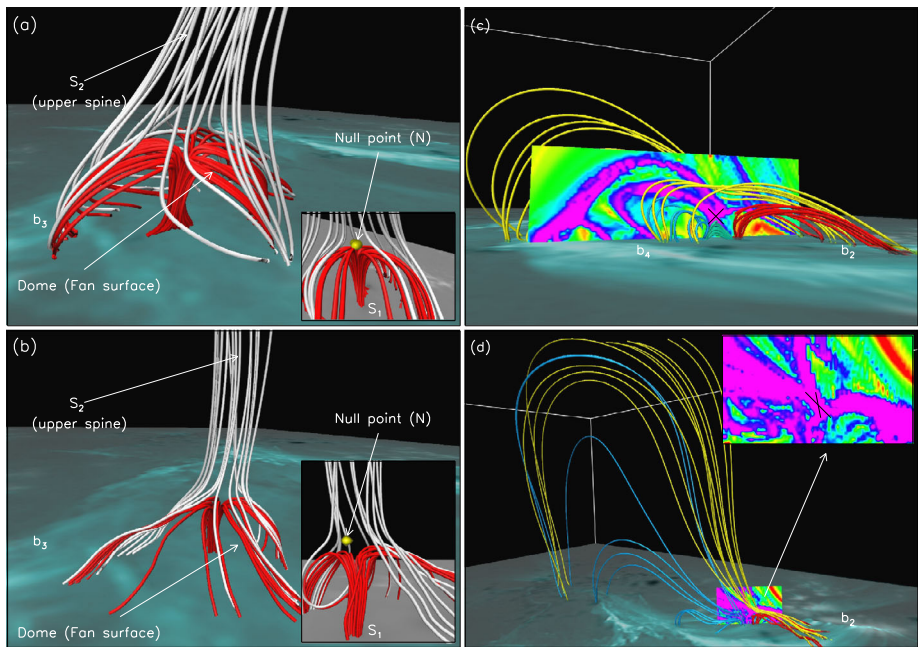 (a)
S2
(upper spine)
Null point (N)
b3
Dome (Fan surface)
S1
(b)
S2
(upper spine)
Null point (N)
b3
Dome (Fan surface)
S1
(c)
b4
b2
(d)
b2